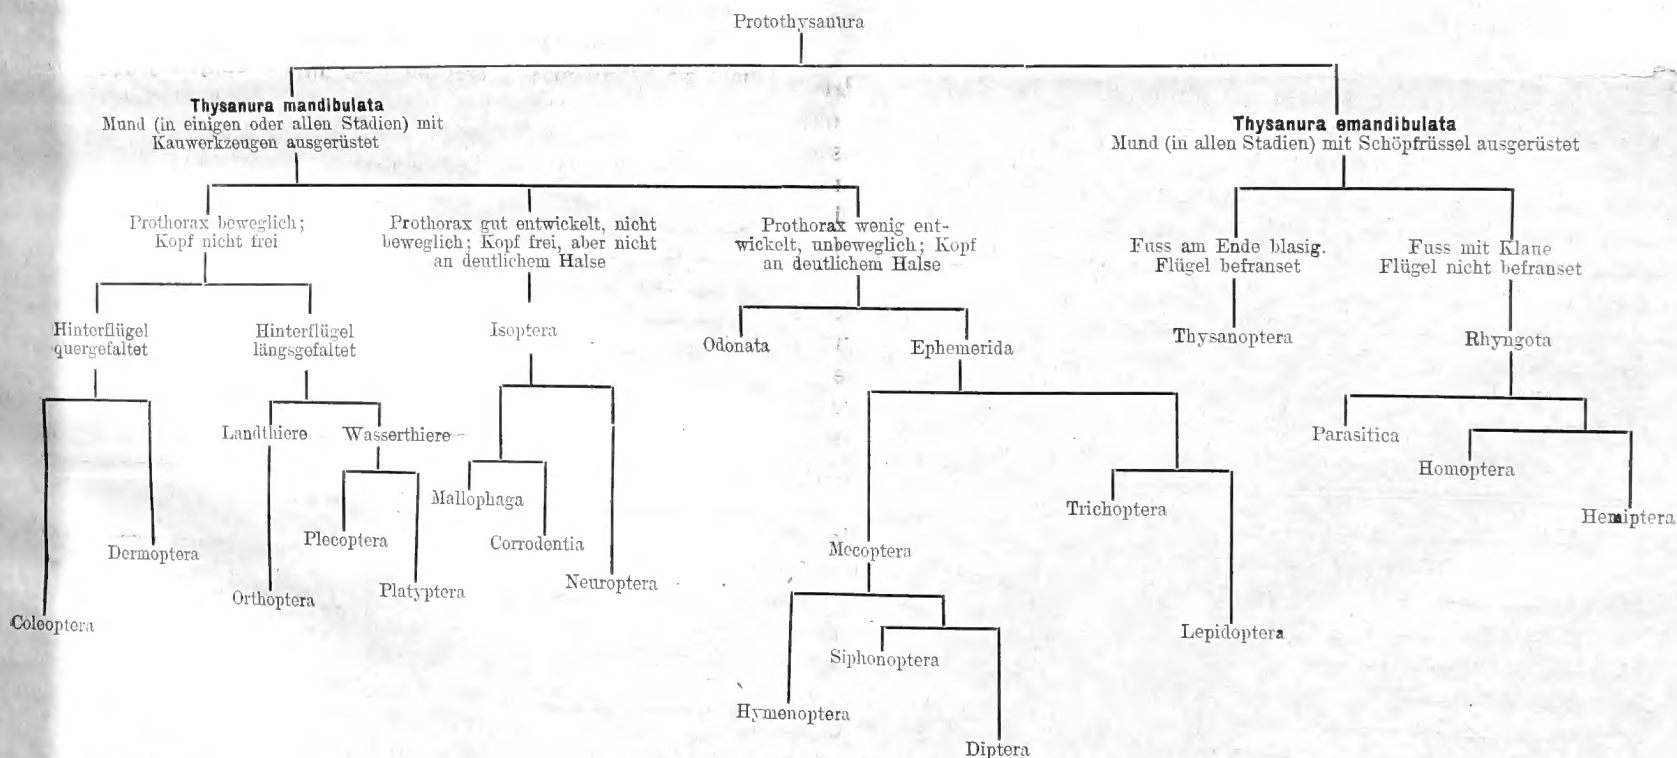 Protothysanura
Thysanura mandibulata
Mund (in einigen oder allen Stadien) mit
Kauwerkzeugen ausgerüstet
Thysanura emandibulata
Mund (in allen Stadien) mit Schöpfrüssel ausgerüstet
Prothorax beweglich;
Kopf nicht frei
Prothorax gut entwickelt, nicht
beweglich; Kopf frei, aber nicht
an deutlichem Halse
Prothorax wenig ent-
wickelt, unbeweglich; Kopf
an deutlichem Halse
Fuss am Ende blasig.
Flügel befranset
Fuss mit Klaue
Flügel nicht befranset
Hinterflügel
quergefaltet
Hinterflügel
längsgefaltet
Isoptera
Odonata
Ephemerida
Thysanoptera
Rhyngota
Landthiere
Wasserthiere
Parasitica
Homoptera
Hemiptera
Mallophaga
Corrodentia
Neuroptera
Trichoptera
Plecoptera
Platyptera
Dermoptera
Orthoptera
Coleoptera
Mecoptera
Lepidoptera
Siphonoptera
Hymenoptera
Diptera